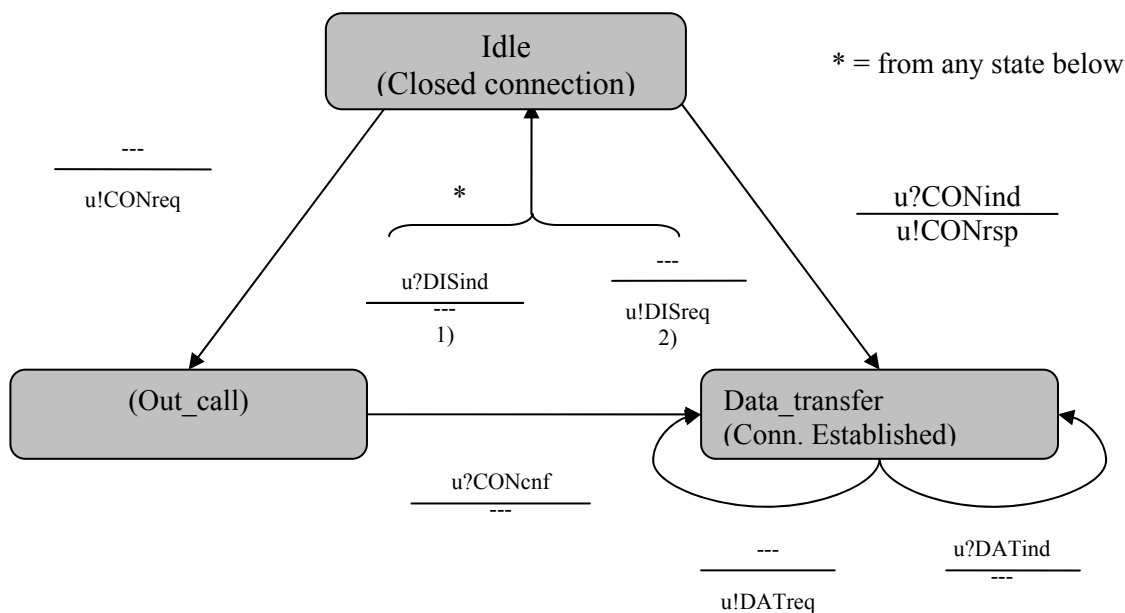 Idle
(Closed connection)
* = from any state below
---
u!CONreq
*
u?CONind
u!CONrsp
u?DISind
---
1)
---
u!DISreq
2)
(Out_call)
Data_transfer
(Conn. Established)
u?CONcnf
---
---
u!DATreq
u?DATind
---